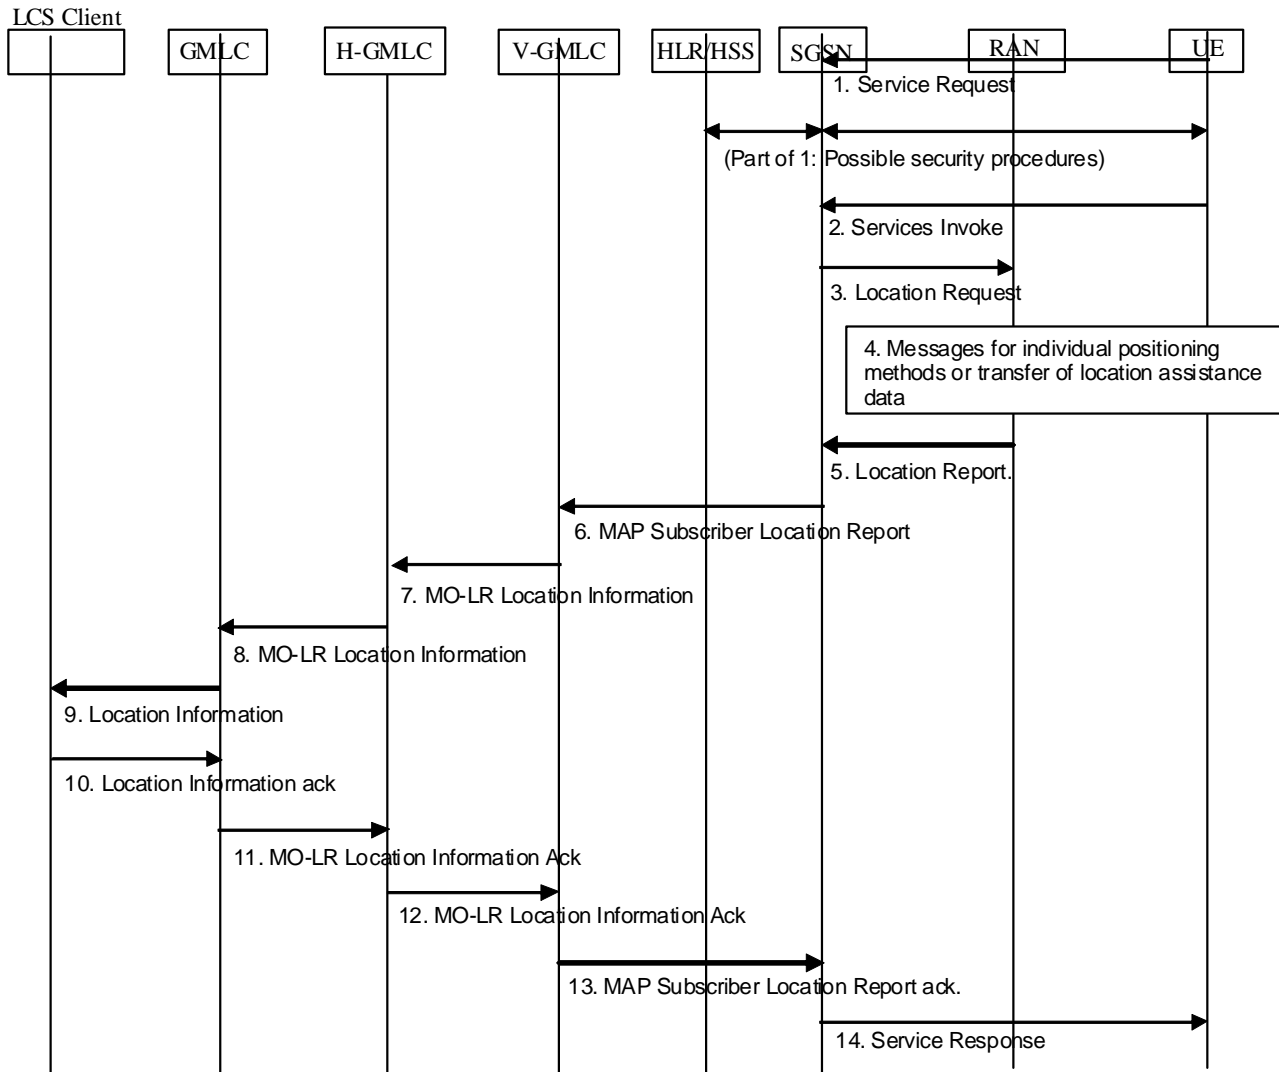 LCS Client
GMLC
H-GMLC
V-GMLC
HLR/HSS
SGSN
RAN
UE
1. Service Request
(Part of 1: Possible security procedures)
2. Services Invoke
3. Location Request
4. Messages for individual positioning
methods or transfer of location assistance
data
5. Location Report.
6. MAP Subscriber Location Report
7. MO-LR Location Information
8. MO-LR Location Information
9. Location Information
10. Location Information ack
11. MO-LR Location Information Ack
12. MO-LR Location Information Ack
13. MAP Subscriber Location Report ack.
14. Service Response